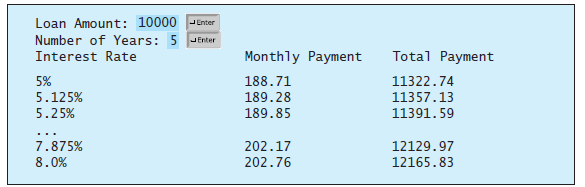 Loan Amount: 10000 ↵Enter
Number of Years: 5 ↵Enter
Interest Rate Monthly Payment Total Payment
5% 188.71 11322.74
5.125% 189.28 11357.13
5.25% 189.85 11391.59
...
7.875% 202.17 12129.97
8.0% 202.76 12165.83